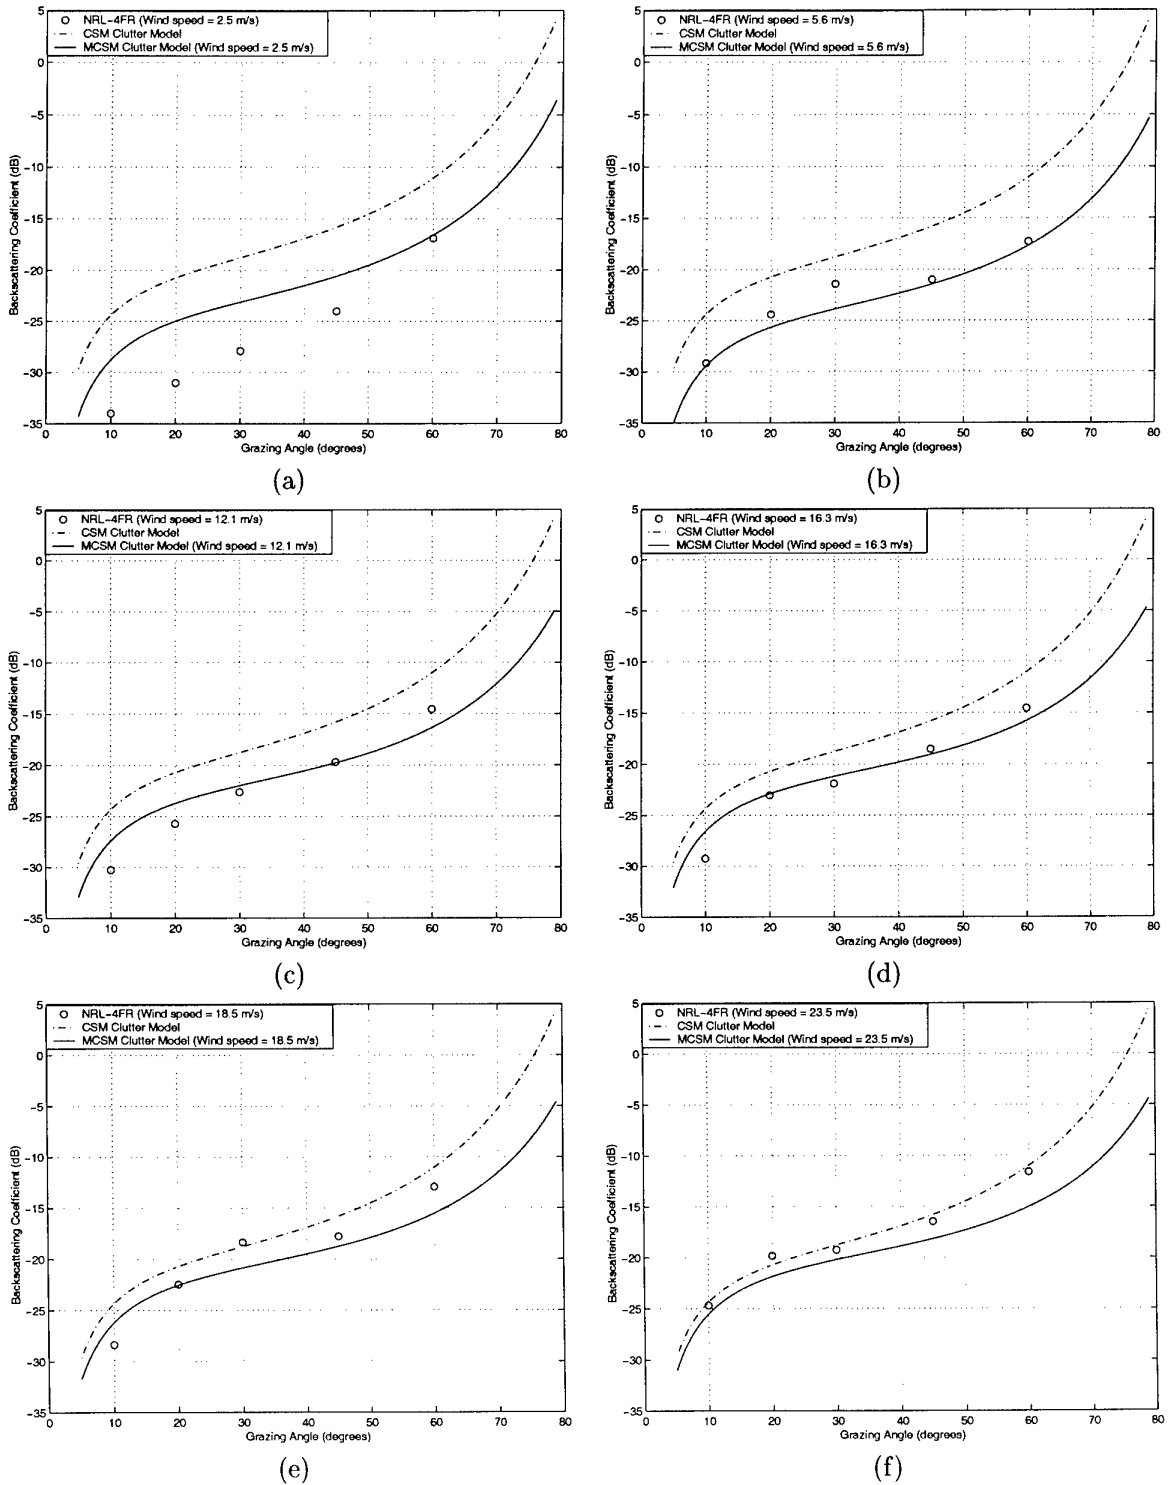 NRL-4FR (Wind speed = 2.5 m/s)
CSM Clutter Model
MCSM Clutter Model (Wind speed = 2.5 m/s)
5
0
-5
-10
-15
-20
-25
-30
-35
Backscattering Coefficient (dB)
0 10 20 30 40 50 60 70 80
Grazing Angle (degrees)
(a)
NRL-4FR (Wind speed = 5.6 m/s)
CSM Clutter Model
MCSM Clutter Model (Wind speed = 5.6 m/s)
5
0
-5
-10
-15
-20
-25
-30
-35
Backscattering Coefficient (dB)
0 10 20 30 40 50 60 70 80
Grazing Angle (degrees)
(b)
NRL-4FR (Wind speed = 12.1 m/s)
CSM Clutter Model
MCSM Clutter Model (Wind speed = 12.1 m/s)
5
0
-5
-10
-15
-20
-25
-30
-35
Backscattering Coefficient (dB)
0 10 20 30 40 50 60 70 80
Grazing Angle (degrees)
(c)
NRL-4FR (Wind speed = 16.3 m/s)
CSM Clutter Model
MCSM Clutter Model (Wind speed = 16.3 m/s)
5
0
-5
-10
-15
-20
-25
-30
-35
Backscattering Coefficient (dB)
0 10 20 30 40 50 60 70 80
Grazing Angle (degrees)
(d)
NRL-4FR (Wind speed = 18.5 m/s)
CSM Clutter Model
MCSM Clutter Model (Wind speed = 18.5 m/s)
5
0
-5
-10
-15
-20
-25
-30
-35
Backscattering Coefficient (dB)
0 10 20 30 40 50 60 70 80
Grazing Angle (degrees)
(e)
NRL-4FR (Wind speed = 23.5 m/s)
CSM Clutter Model
MCSM Clutter Model (Wind speed = 23.5 m/s)
5
0
-5
-10
-15
-20
-25
-30
-35
Backscattering Coefficient (dB)
0 10 20 30 40 50 60 70 80
Grazing Angle (degrees)
(f)